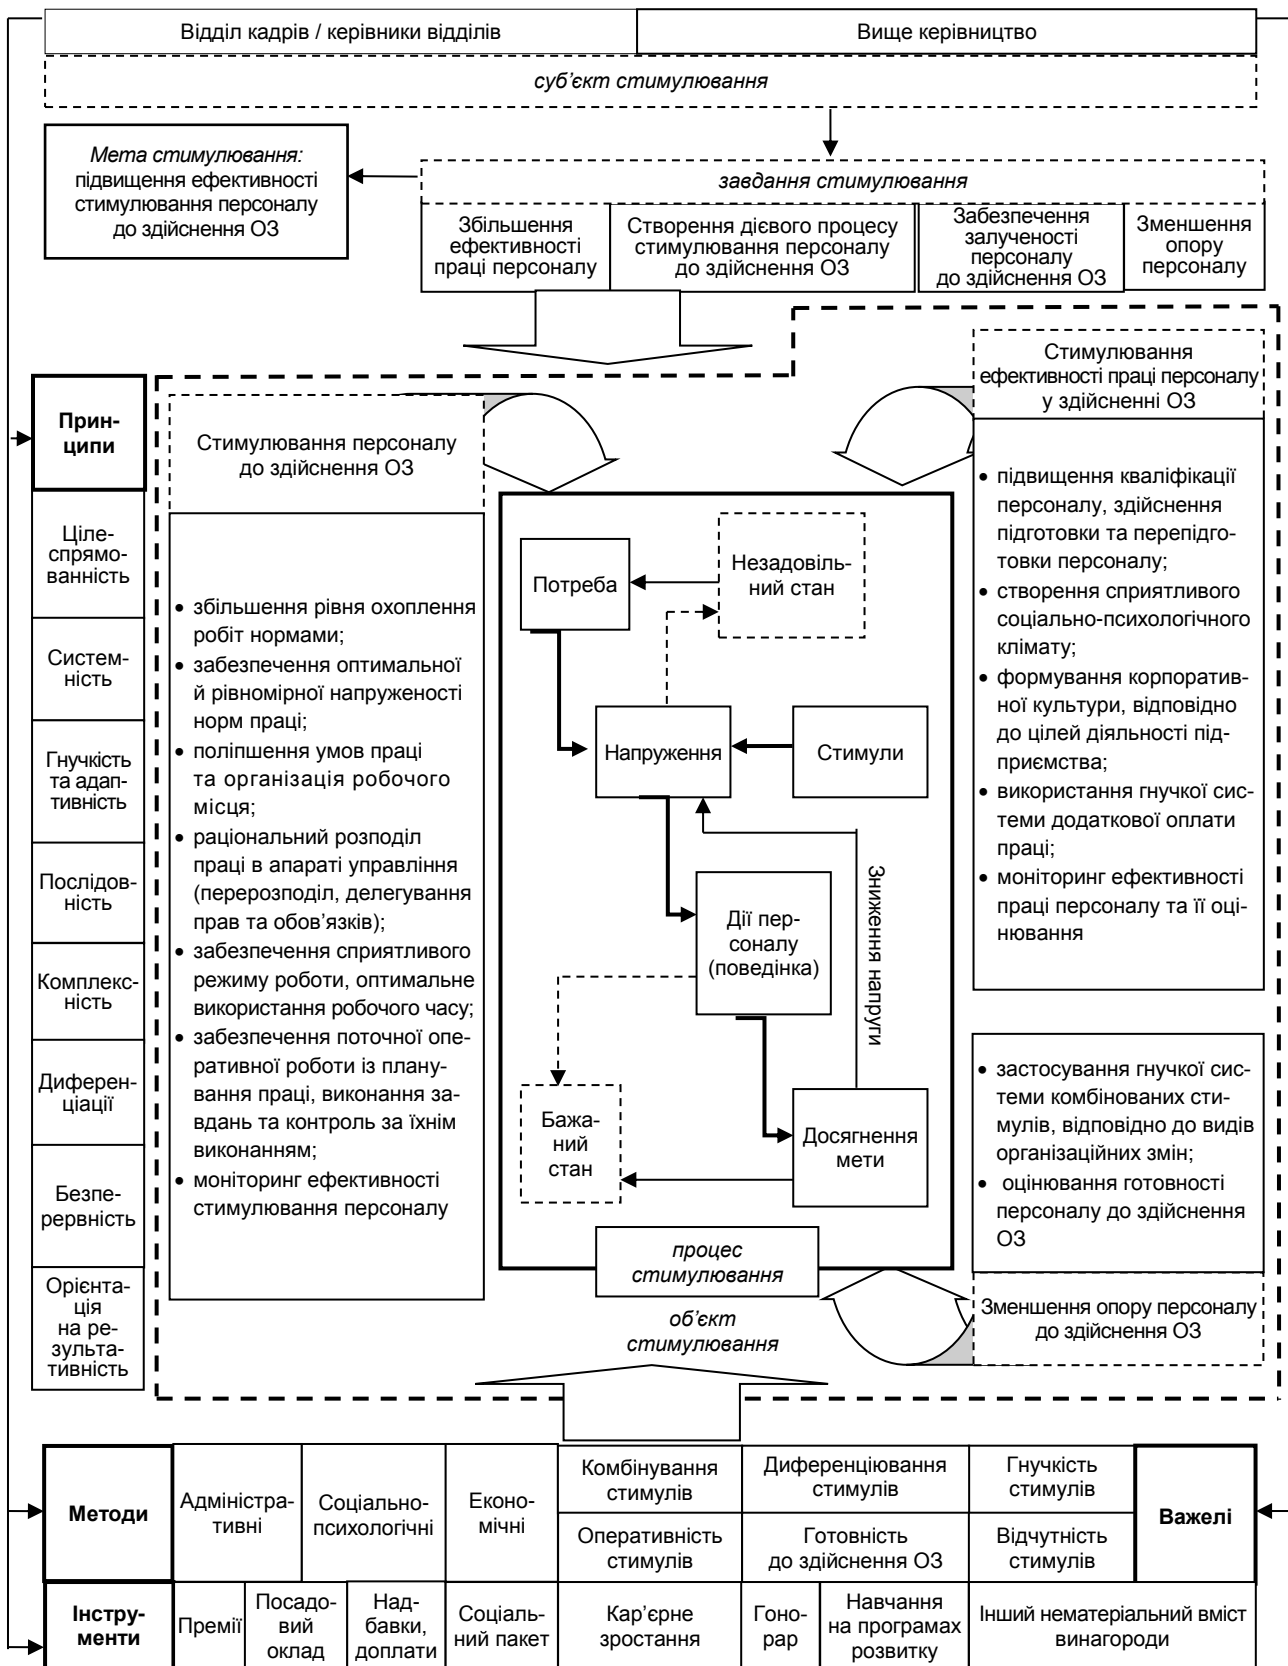 Відділ кадрів / керівники відділів
Вище керівництво
суб’єкт стимулювання
Мета стимулювання:
підвищення ефективності
стимулювання персоналу
до здійснення ОЗ
завдання стимулювання
Збільшення
ефективності
праці персоналу
Створення дієвого процесу
стимулювання персоналу
до здійснення ОЗ
Забезпечення
залученості
персоналу
до здійснення ОЗ
Зменшення
опору
персоналу
Прин-
ципи
Ціле-
спрямо-
ванність
Систем-
ність
Гнучкість
та адап-
тивність
Послідов-
ність
Комплекс-
ність
Диферен-
ціації
Безпе-
рервність
Орієнта-
ція
на ре-
зультa-
тивність
Стимулювання персоналу
до здійснення ОЗ
• збільшення рівня охоплення
робіт нормами;
• забезпечення оптимальної
й рівномірної напруженості
норм праці;
• поліпшення умов праці
та організація робочого
місця;
• раціональний розподіл
праці в апараті управління
(перерозподіл, делегування
прав та обов’язків);
• забезпечення сприятливого
режиму роботи, оптимальне
використання робочого часу;
• забезпечення поточної опе-
ративної роботи із плану-
вання праці, виконання за-
вдань та контроль за їхнім
виконанням;
• моніторинг ефективності
стимулювання персоналу
Потреба
Незадовіль-
ний стан
Напруження
Стимули
Дії пер-
соналу
(поведінка)
Зниження напруги
Бажа-
ний
стан
Досягнення
мети
процес
стимулювання
об’єкт
стимулювання
Стимулювання
ефективності праці персоналу
у здійсненні ОЗ
• підвищення кваліфікації
персоналу, здійснення
підготовки та перепідго-
товки персоналу;
• створення сприятливого
соціально-психологічного
клімату;
• формування корпоратив-
ної культури, відповідно
до цілей діяльності під-
приємства;
• використання гнучкої сис-
теми додаткової оплати
праці;
• моніторинг ефективності
праці персоналу та її оці-
нювання
• застосування гнучкої сис-
теми комбінованих сти-
мулів, відповідно до видів
організаційних змін;
• оцінювання готовності
персоналу до здійснення
ОЗ
Зменшення опору персоналу
до здійснення ОЗ
Методи
Адміністра-
тивні
Соціально-
психологічні
Еконо-
мічні
Комбінування
стимулів
Диференціювання
стимулів
Гнучкість
стимулів
Оперативність
стимулів
Готовність
до здійснення ОЗ
Відчутність
стимулів
Важелі
Інстру-
менти
Премії
Посадо-
вий
оклад
Над-
бавки,
доплати
Соціаль-
ний пакет
Кар’єрне
зростання
Гоно-
рар
Навчання
на програмах
розвитку
Інший нематеріальний вміст
винагороди